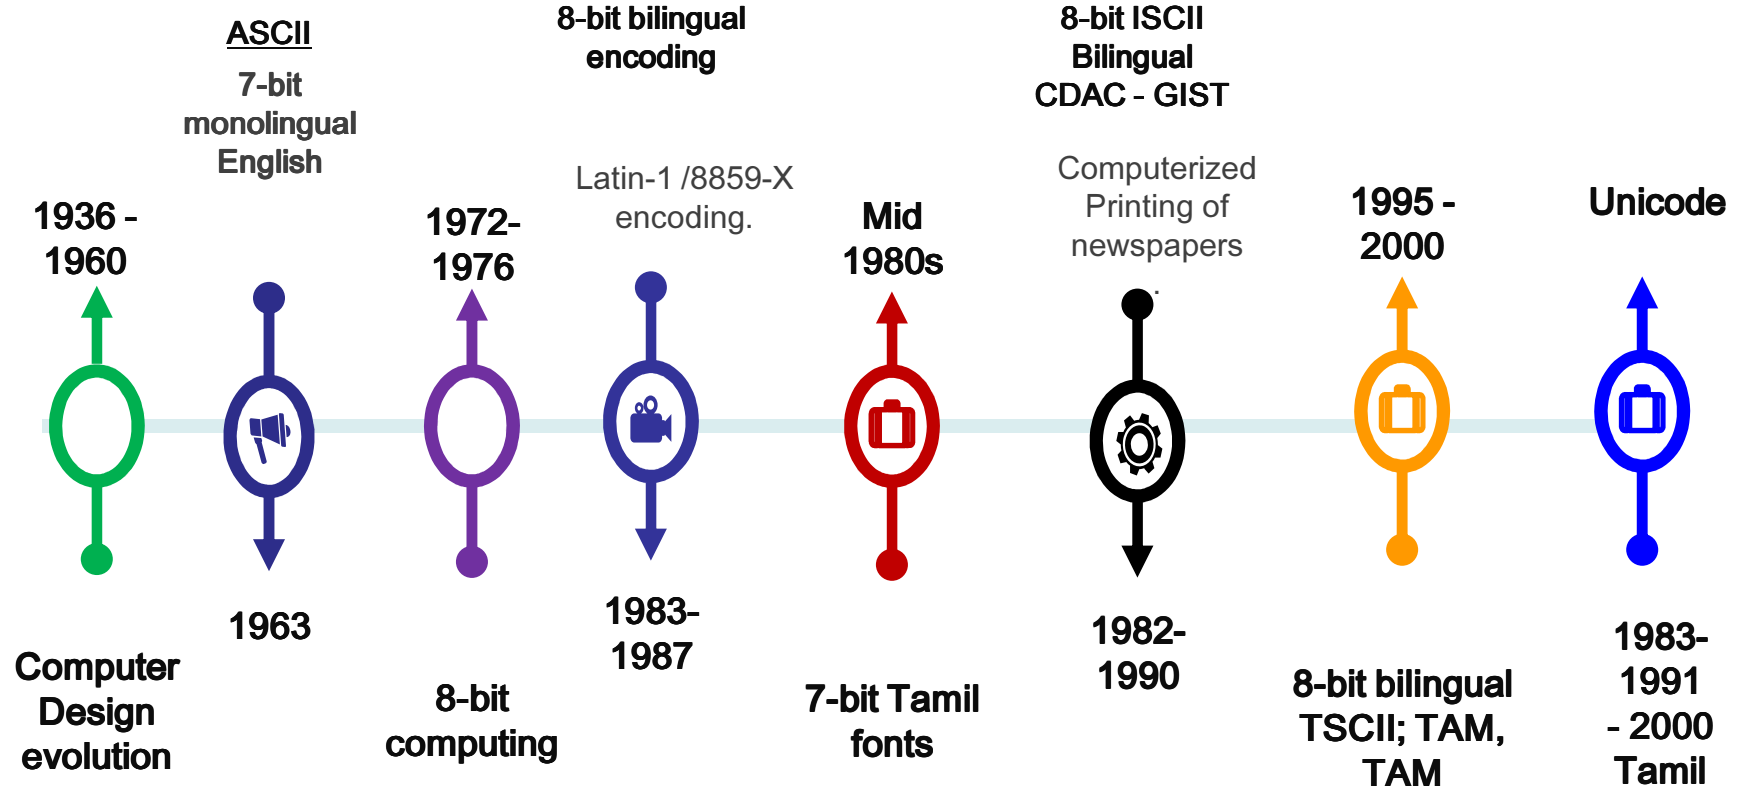 ASCII
7-bit
monolingual
English
8-bit bilingual
encoding
Latin-1 /8859-X
encoding.
8-bit ISCII
Bilingual
CDAC - GIST
Computerized
Printing of
newspapers
.
1936 -
1960
1972-
1976
Mid
1980s
1995 -
2000
Unicode
1963
1983-
1987
1982-
1990
1983-
1991
- 2000
Tamil
Computer
Design
evolution
8-bit
computing
7-bit Tamil
fonts
8-bit bilingual
TSCII; TAM,
TAM